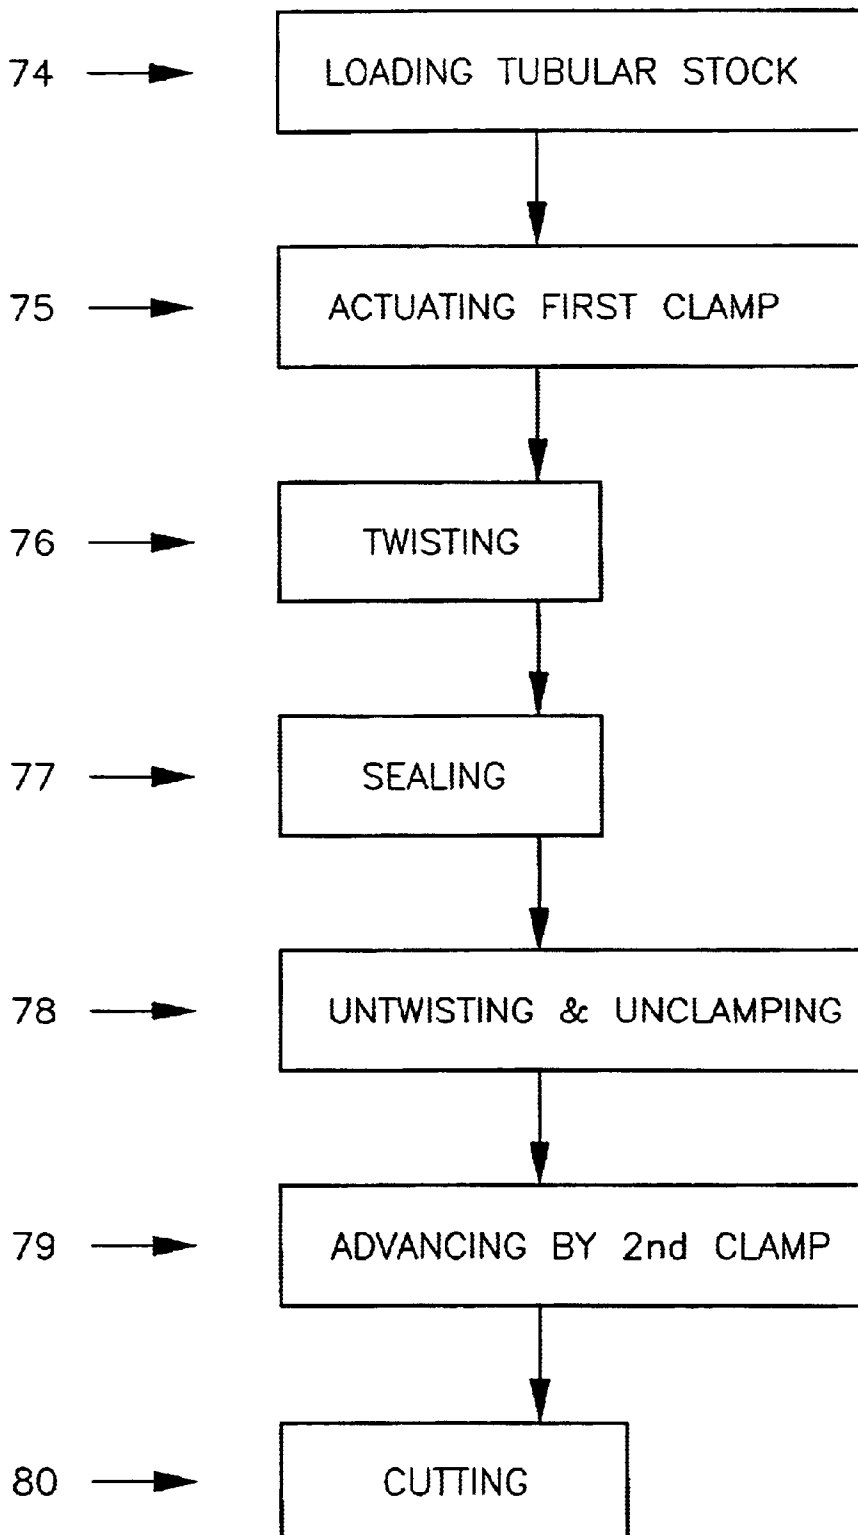 74 LOADING TUBULAR STOCK
75 ACTUATING FIRST CLAMP
76 TWISTING
77 SEALING
78 UNTWISTING & UNCLAMPING
79 ADVANCING BY 2nd CLAMP
80 CUTTING